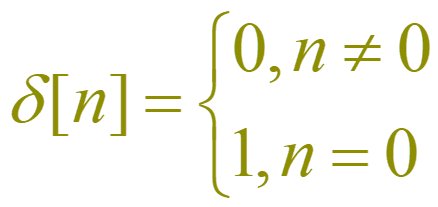 δ[n] = { 0, n ≠ 0
1, n = 0